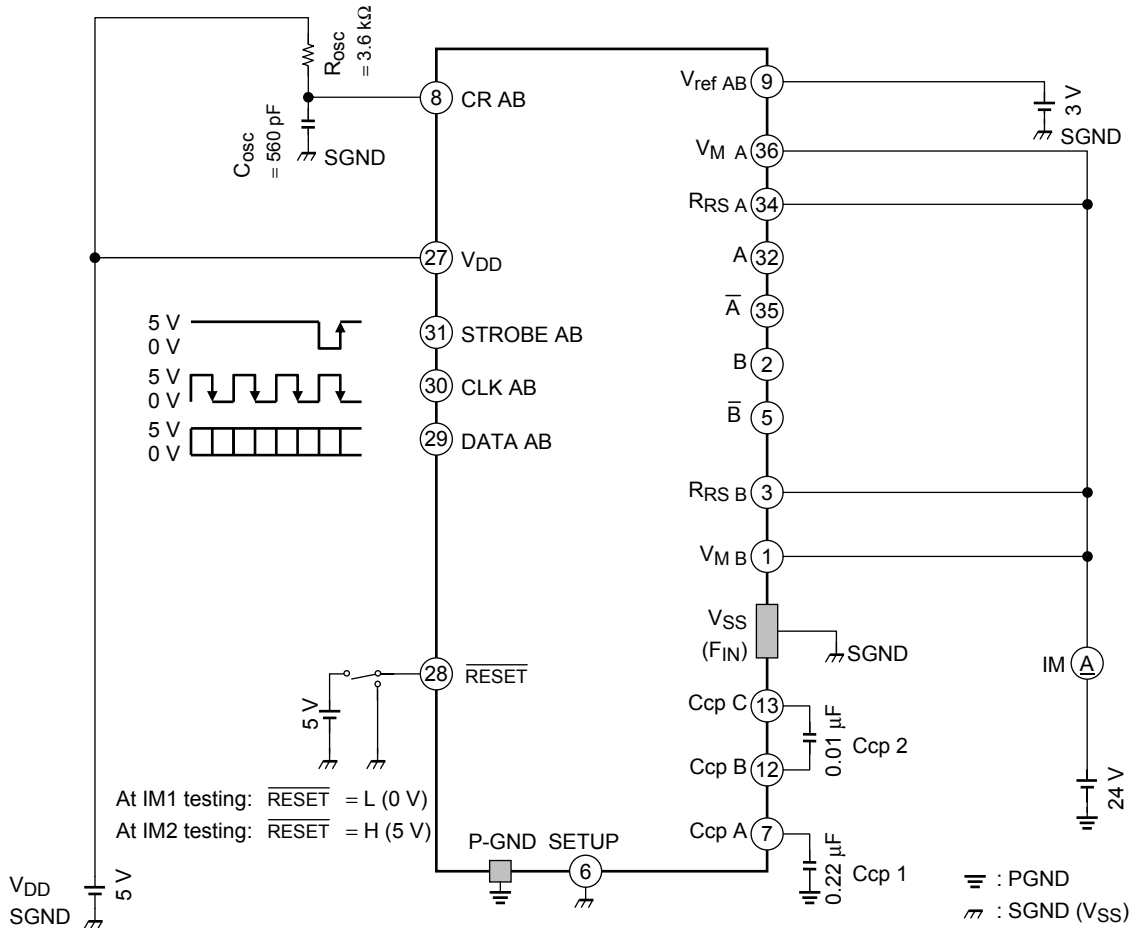 Rosc
= 3.6 kΩ
Cosc
= 560 pF
SGND
8
CR AB
27
VDD
5 V
0 V
31
STROBE AB
5 V
0 V
30
CLK AB
5 V
0 V
29
DATA AB
28
RESET
5 V
At IM1 testing: RESET = L (0 V)
At IM2 testing: RESET = H (5 V)
VDD
5 V
SGND
P-GND
SETUP
6
Vref AB
9
3 V
SGND
VM A
36
RRS A
34
A
32
A
35
B
2
B
5
RRS B
3
VM B
1
VSS
(FIN)
SGND
IM
A
Ccp C
13
0.01 μF
Ccp 2
Ccp B
12
24 V
Ccp A
7
0.22 μF
Ccp 1
: PGND
: SGND (VSS)